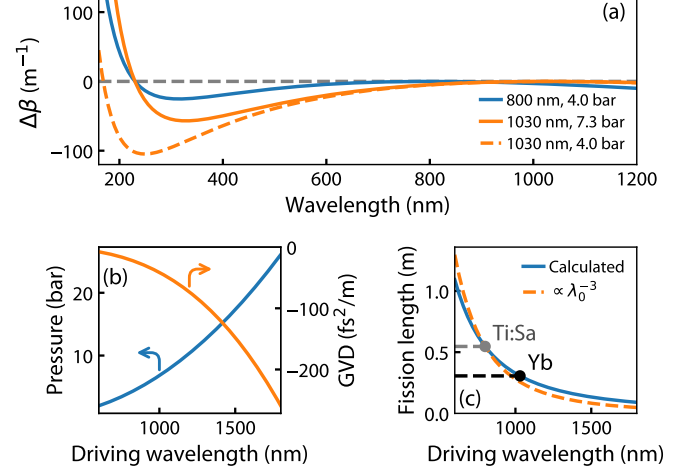 (a)
100
0
−100
Δβ (m⁻¹)
800 nm, 4.0 bar
1030 nm, 7.3 bar
1030 nm, 4.0 bar
200 400 600 800 1000 1200
Wavelength (nm)
(b)
20
10
Pressure (bar)
0
−100
−200
GVD (fs²/m)
1000 1500
Driving wavelength (nm)
Calculated
∝ λ₀⁻³
Ti:Sa
Yb
(c)
1.0
0.5
0.0
Fission length (m)
1000 1500
Driving wavelength (nm)